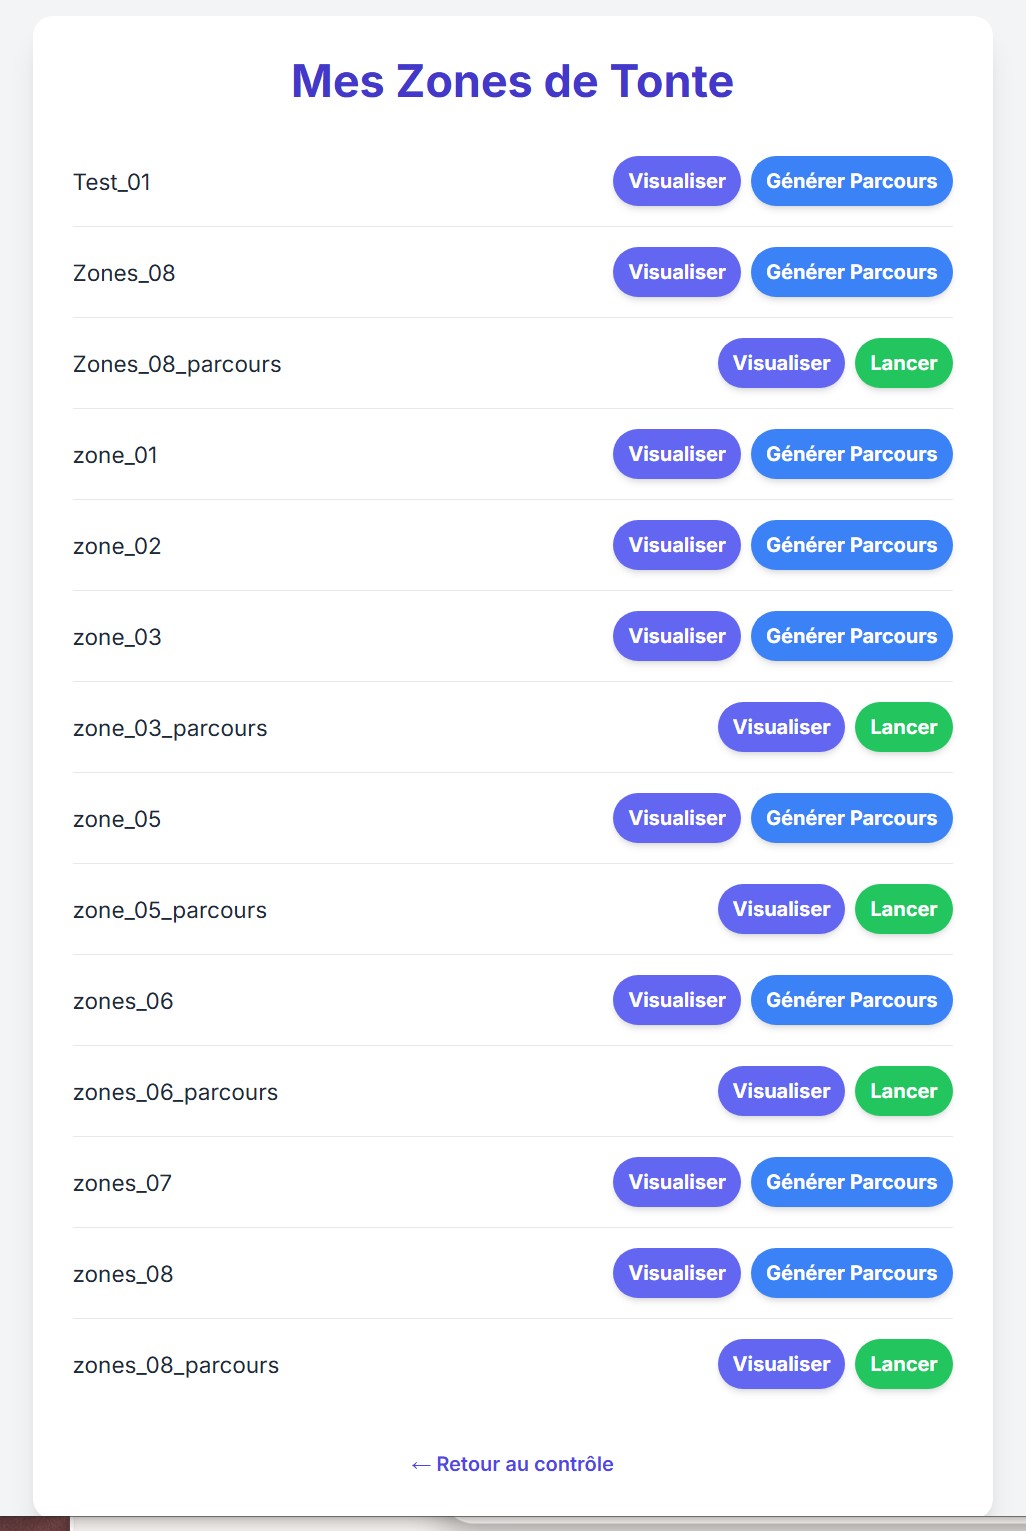 Mes Zones de Tonte
Test_01 Visualiser Générer Parcours
Zones_08 Visualiser Générer Parcours
Zones_08_parcours Visualiser Lancer
zone_01 Visualiser Générer Parcours
zone_02 Visualiser Générer Parcours
zone_03 Visualiser Générer Parcours
zone_03_parcours Visualiser Lancer
zone_05 Visualiser Générer Parcours
zone_05_parcours Visualiser Lancer
zones_06 Visualiser Générer Parcours
zones_06_parcours Visualiser Lancer
zones_07 Visualiser Générer Parcours
zones_08 Visualiser Générer Parcours
zones_08_parcours Visualiser Lancer
← Retour au contrôle